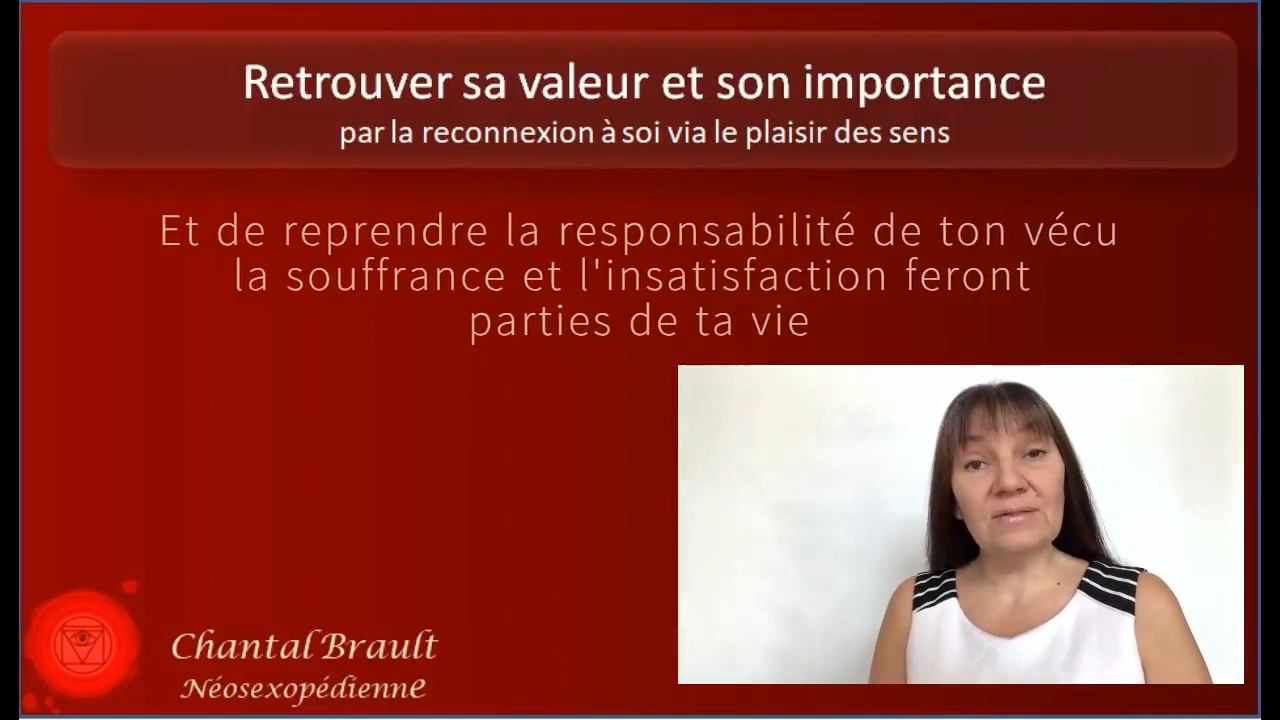 Retrouver sa valeur et son importance
par la reconnexion à soi via le plaisir des sens
Et de reprendre la responsabilité de ton vécu
la souffrance et l'insatisfaction feront
parties de ta vie
Chantal Brault
Néosexopédienne